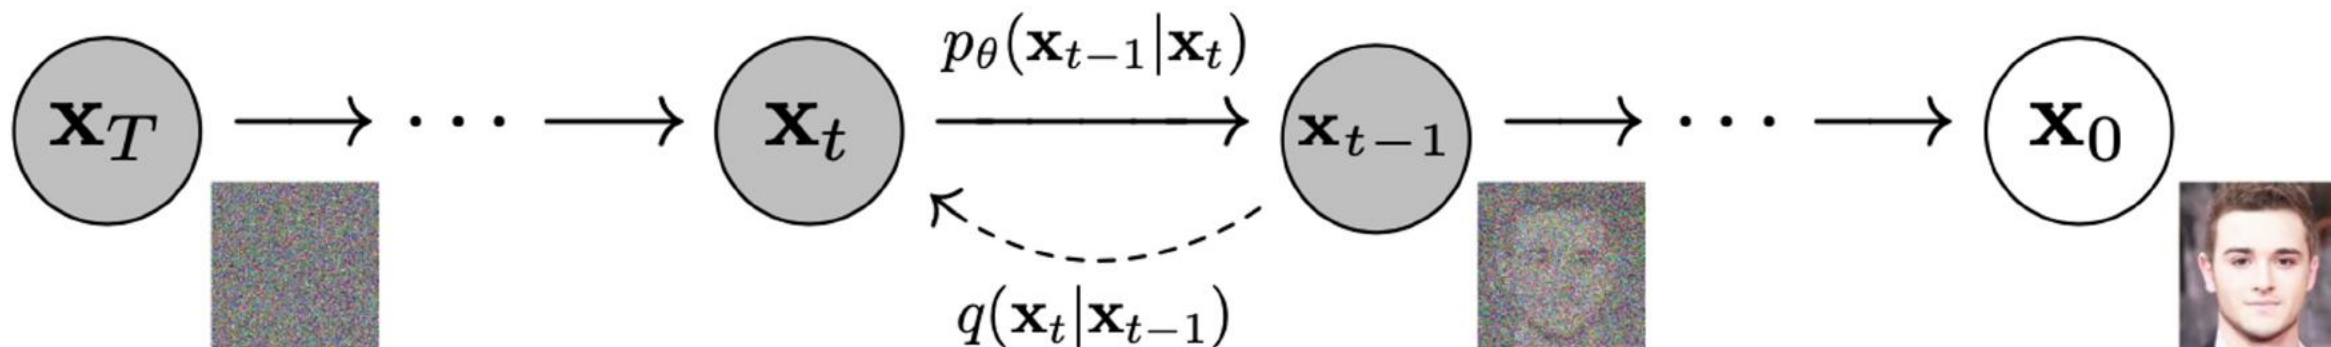 p_θ(x_{t−1}|x_t)
x_T → ··· → x_t → x_{t−1} → ··· → x_0
q(x_t|x_{t−1})